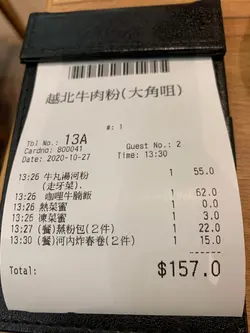 越北牛肉粉(大角咀)
#: 1
Tbl No.: 13A
Cardno: 800041 Guest No.: 2
Date: 2020-10-27 Time: 13:30
13:25 牛丸湯河粉 1 55.0
(走牙菜).
13:26 咖喱牛腩飯 1 62.0
13:26 熱菜蜜 1 0.0
13:26 凍菜蜜 1 3.0
13:27 (餐)蒸粉包(2件) 1 22.0
13:30 (餐)河內炸春卷(2件) 1 15.0
Total: $157.0